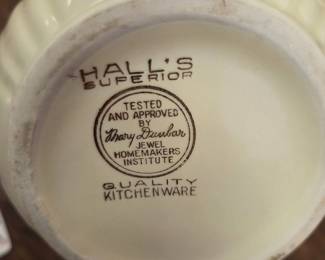 HALL'S
SUPERIOR
TESTED
AND APPROVED
BY
Mary Dunbar
JEWEL
HOMEMAKERS
INSTITUTE
QUALITY
KITCHENWARE